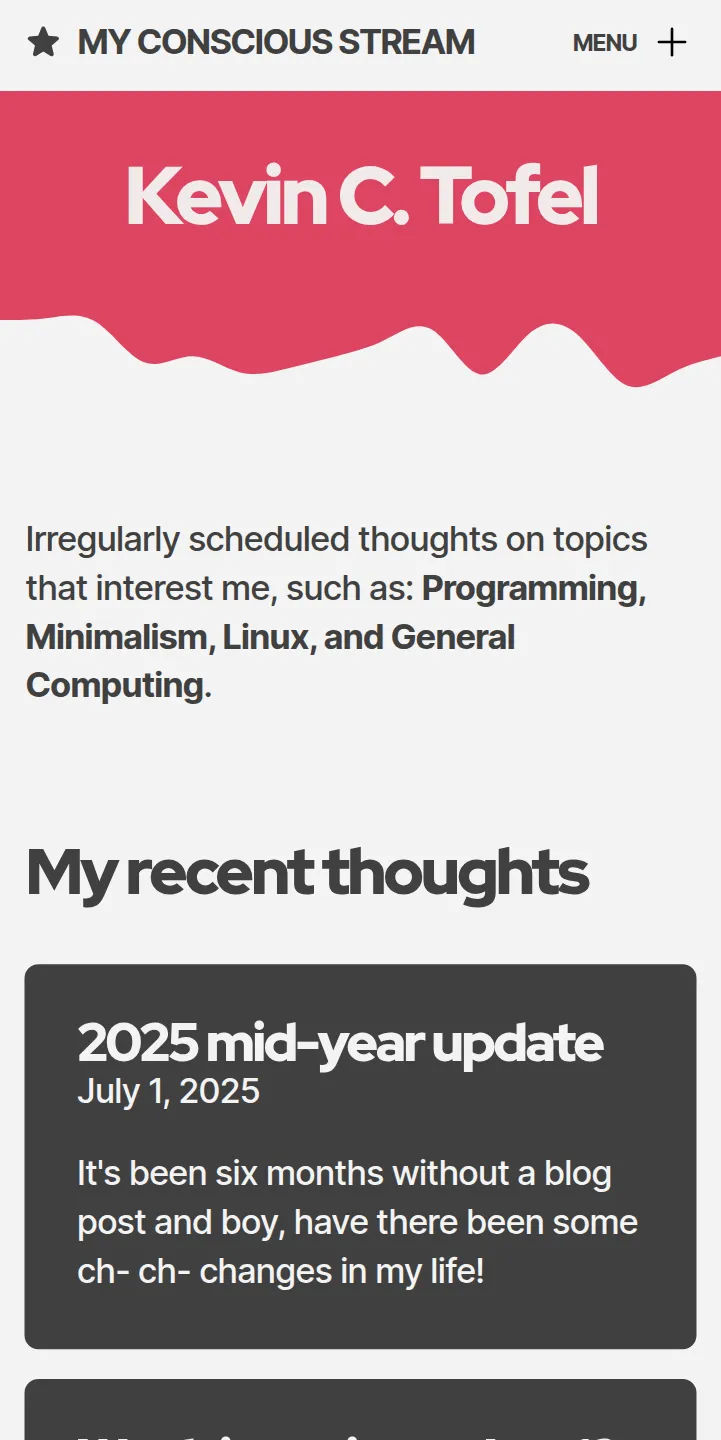 MY CONSCIOUS STREAM
MENU
Kevin C. Tofel
Irregularly scheduled thoughts on topics
that interest me, such as: Programming,
Minimalism, Linux, and General
Computing.
My recent thoughts
2025 mid-year update
July 1, 2025
It's been six months without a blog
post and boy, have there been some
ch- ch- changes in my life!